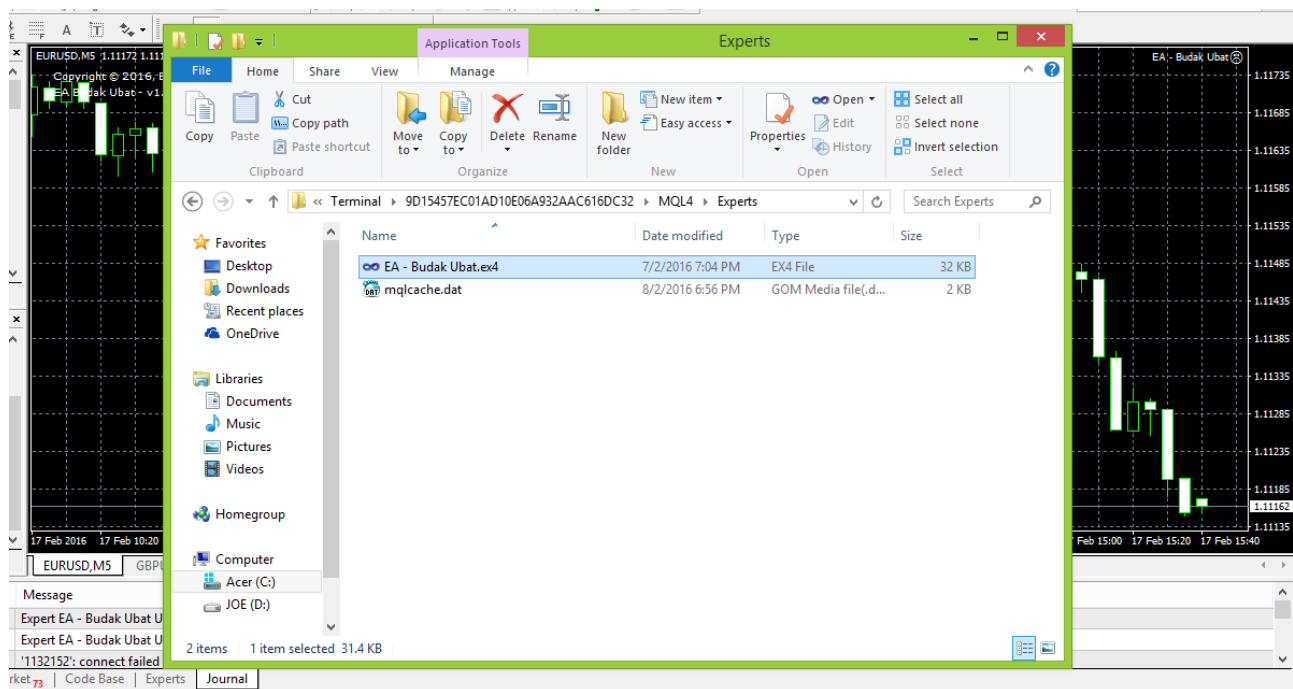 EURUSD,M5 1.11172 1.111
Copyright © 2016,
v1.
Application Tools
Experts
File
Home
Share
View
Manage
Copy
Paste
Cut
Copy path
Paste shortcut
Clipboard
Move to
Copy to
Delete
Rename
Organize
New folder
New item
Easy access
New
Properties
Open
Edit
History
Open
Select all
Select none
Invert selection
Select
« Terminal
9D15457EC01AD10E06A932AAC616DC32
MQL4
Experts
Search Experts
Favorites
Desktop
Downloads
Recent places
OneDrive
Libraries
Documents
Music
Pictures
Videos
Homegroup
Computer
Acer (C:)
JOE (D:)
Name
Date modified
Type
Size
EA - Budak Ubat.ex4
7/2/2016 7:04 PM
EX4 File
32 KB
mqlcache.dat
8/2/2016 6:56 PM
GOM Media file(.d...
2 KB
2 items
1 item selected 31.4 KB
EA - Budak Ubat
1.11735
1.11685
1.11635
1.11585
1.11535
1.11485
1.11435
1.11385
1.11335
1.11285
1.11235
1.11185
1.11162
1.11135
17 Feb 2016
17 Feb 10:20
Feb 15:00
17 Feb 15:20
17 Feb 15:40
EURUSD,M5
GBP
Message
Expert EA - Budak Ubat U
Expert EA - Budak Ubat U
'1132152': connect failed
rket 73
Code Base
Experts
Journal